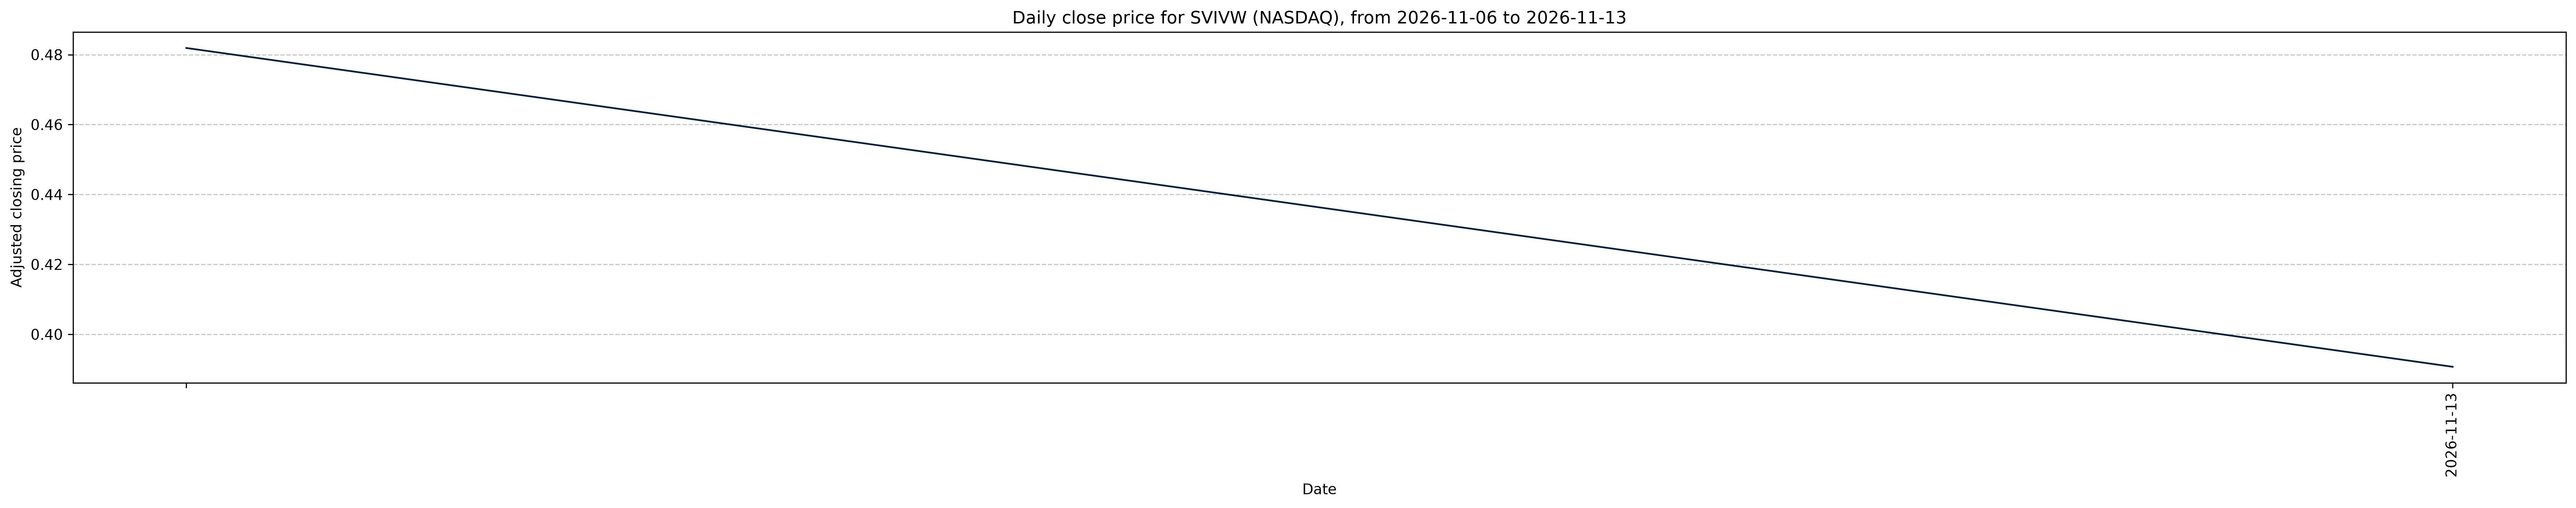 Daily close price for SVIVW (NASDAQ), from 2026-11-06 to 2026-11-13
Adjusted closing price
0.48
0.46
0.44
0.42
0.40
2026-11-13
Date